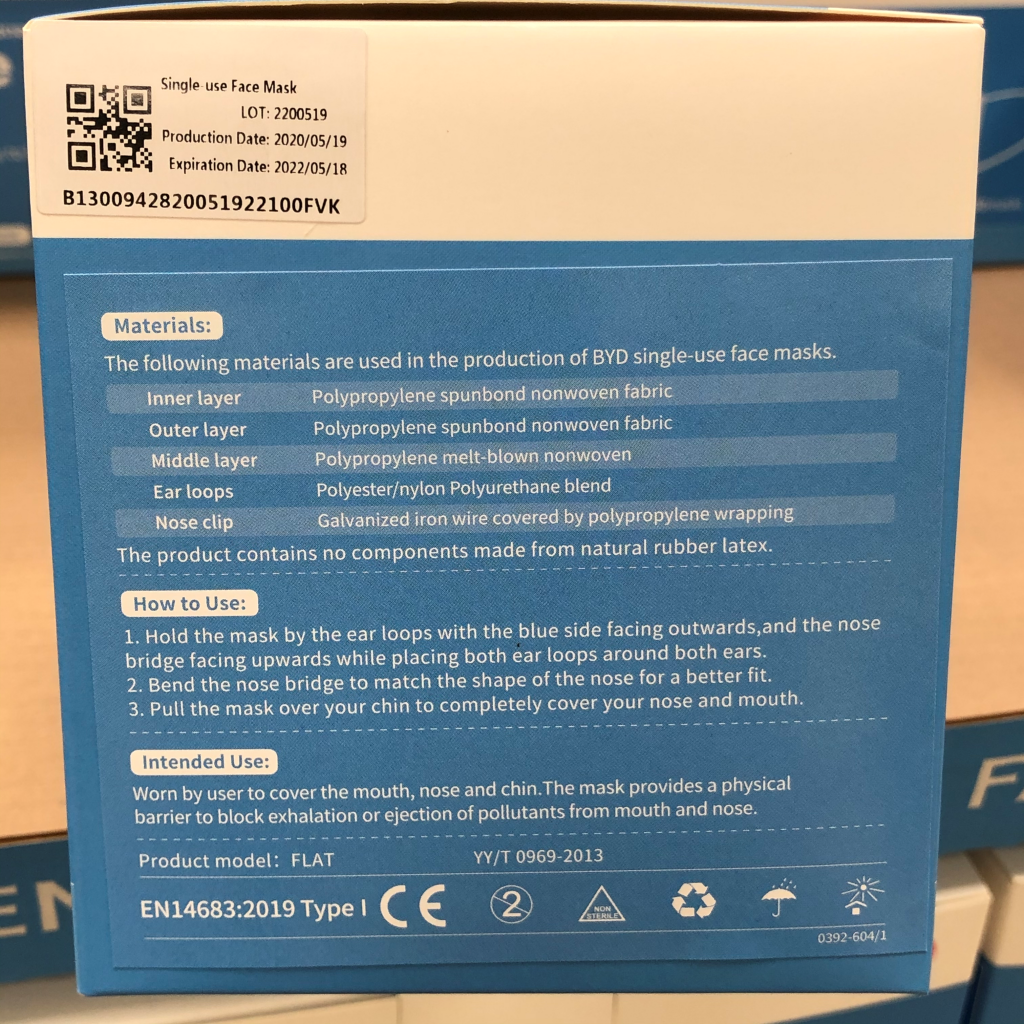 Single-use Face Mask
LOT: 2200519
Production Date: 2020/05/19
Expiration Date: 2022/05/18
B1300942820051922100FVK
Materials:
The following materials are used in the production of BYD single-use face masks.
Inner layer Polypropylene spunbond nonwoven fabric
Outer layer Polypropylene spunbond nonwoven fabric
Middle layer Polypropylene melt-blown nonwoven
Ear loops Polyester/nylon Polyurethane blend
Nose clip Galvanized iron wire covered by polypropylene wrapping
The product contains no components made from natural rubber latex.
How to Use:
1. Hold the mask by the ear loops with the blue side facing outwards,and the nose
bridge facing upwards while placing both ear loops around both ears.
2. Bend the nose bridge to match the shape of the nose for a better fit.
3. Pull the mask over your chin to completely cover your nose and mouth.
Intended Use:
Worn by user to cover the mouth, nose and chin.The mask provides a physical
barrier to block exhalation or ejection of pollutants from mouth and nose.
Product model: FLAT YY/T 0969-2013
EN14683:2019 Type I CE 2 NON STERILE
0392-604/1